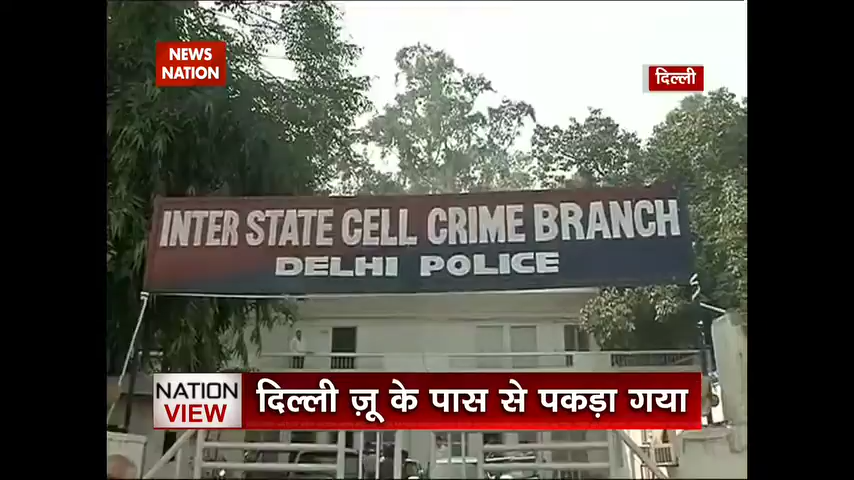 NEWS
NATION
दिल्ली
INTER STATE CELL CRIME BRANCH
DELHI POLICE
NATION
VIEW
दिल्ली ज़ू के पास से पकड़ा गया